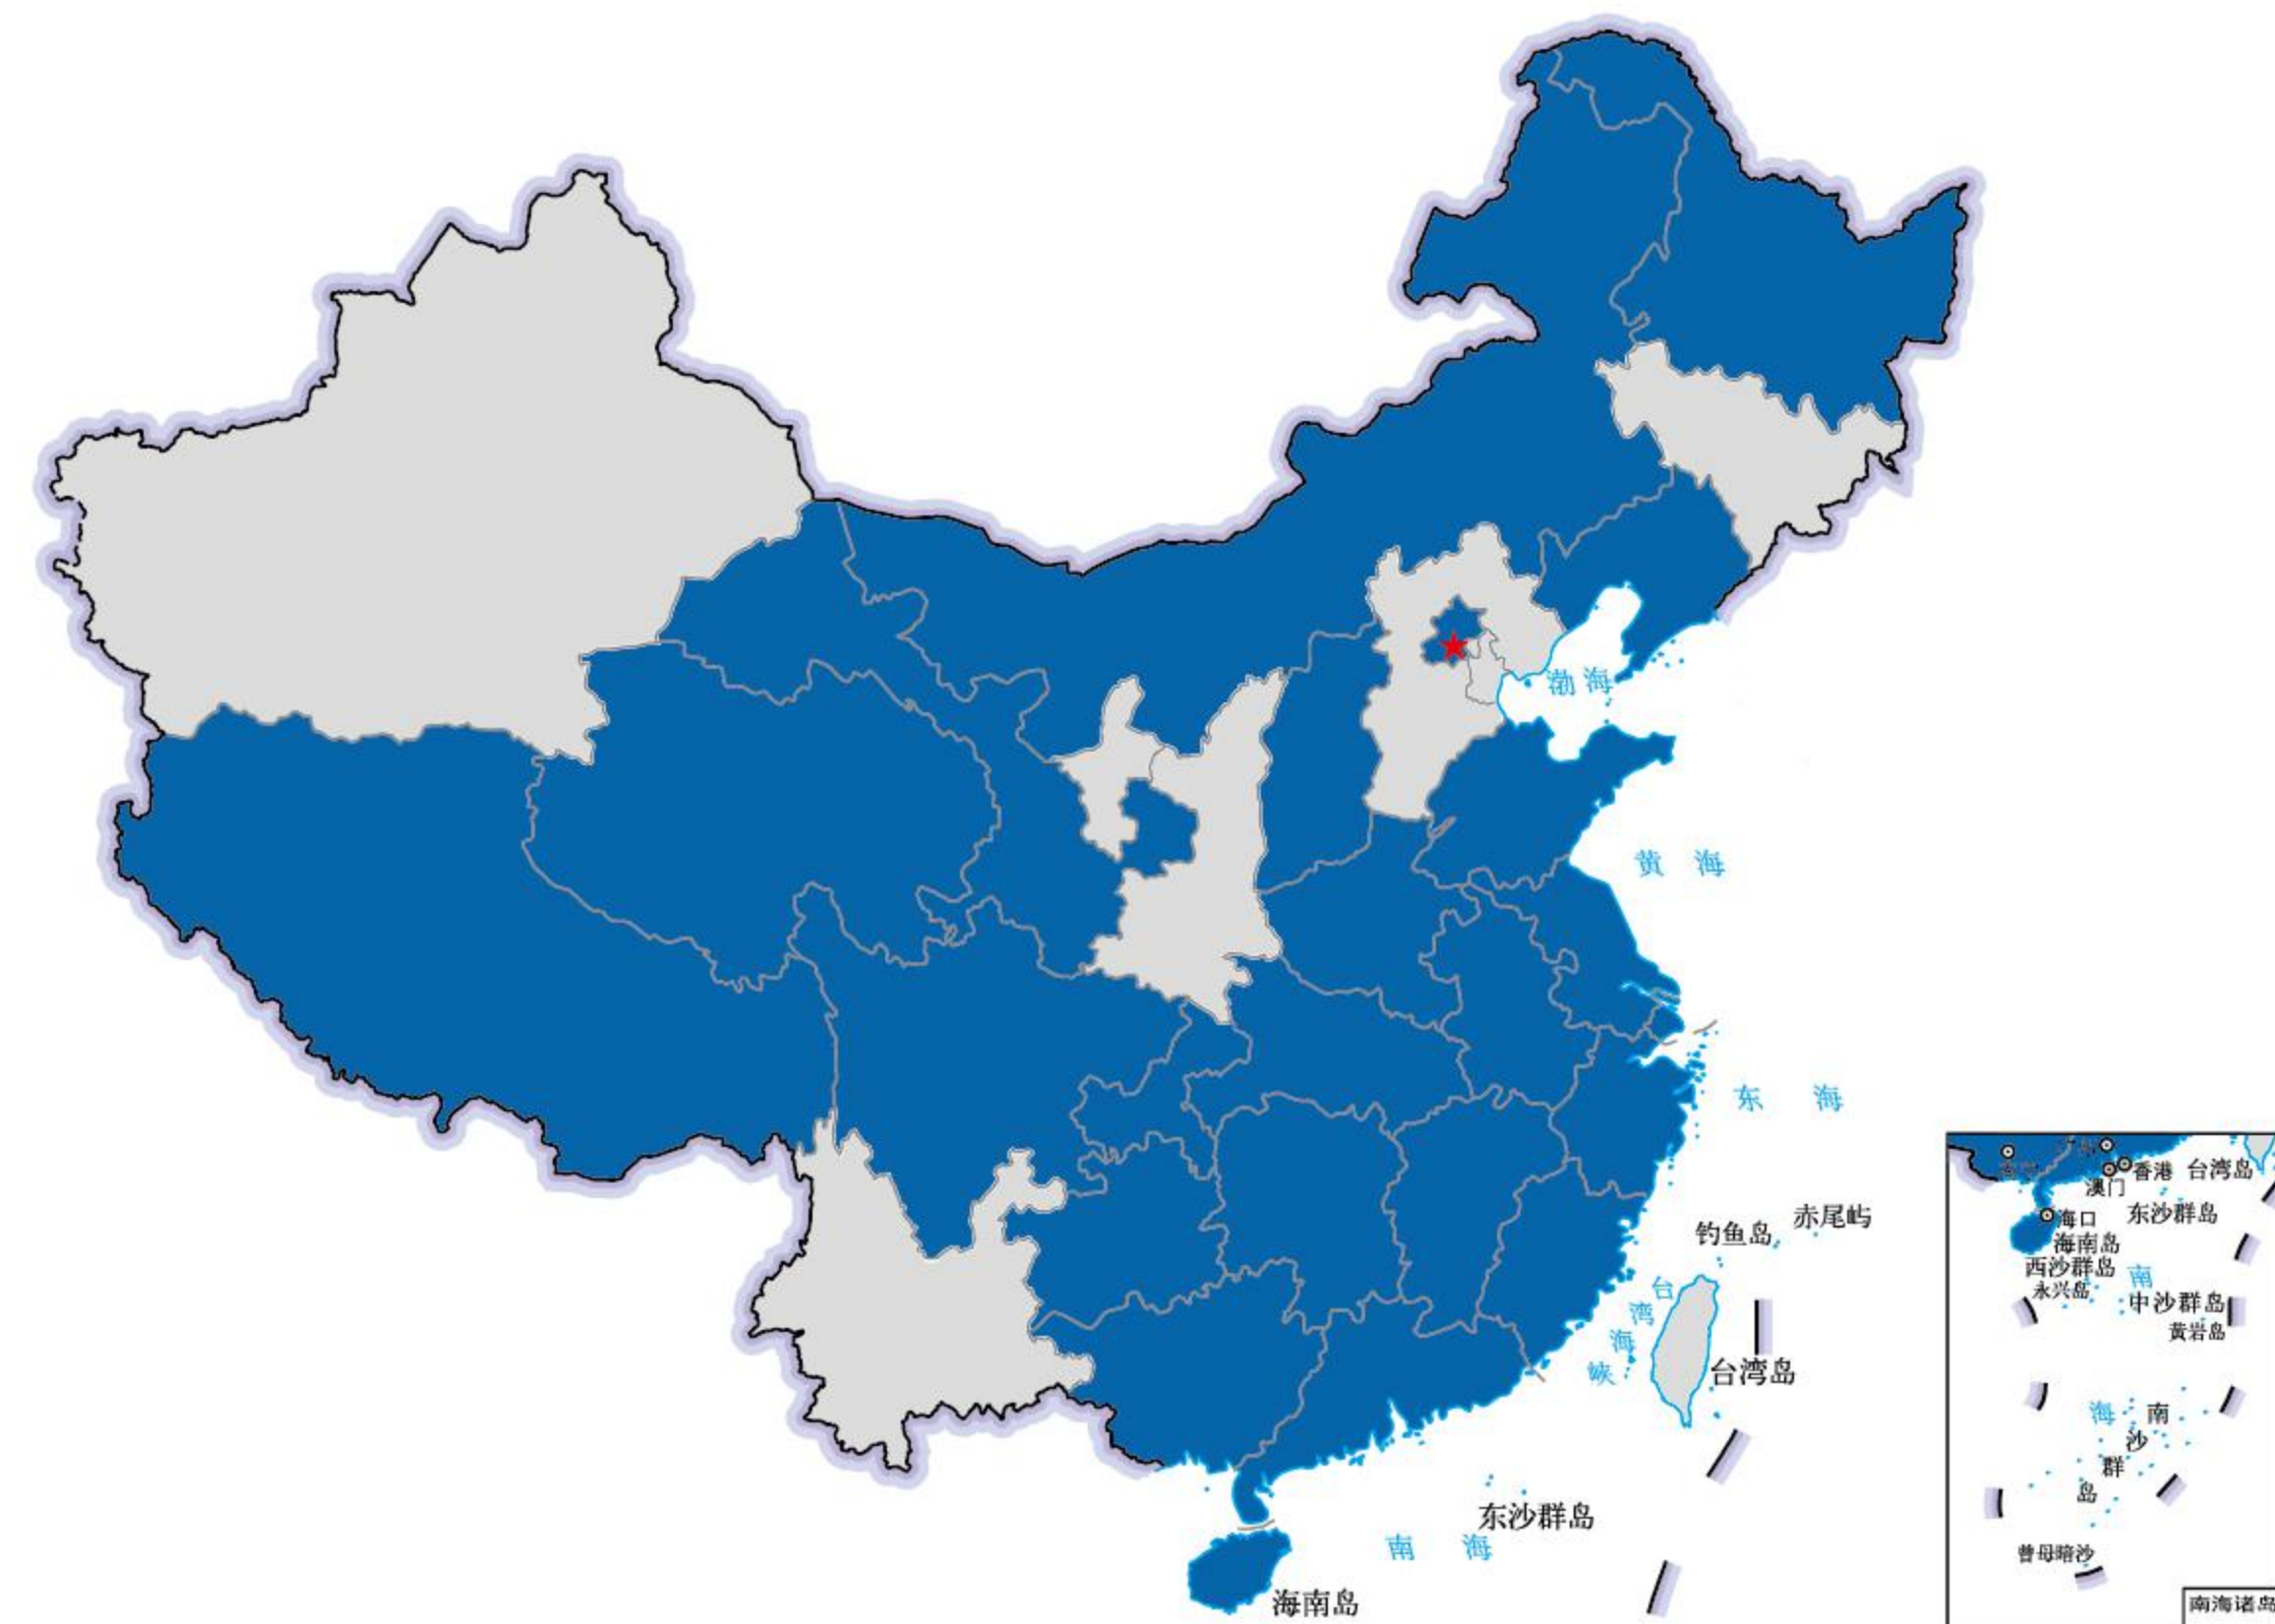 渤海
黄海
东海
钓鱼岛
赤尾屿
台湾海峡
台湾岛
东沙群岛
南海
海南岛
香港
台湾岛
澳门
东沙群岛
海口
海南岛
西沙群岛
永兴岛
南海
中沙群岛
黄岩岛
南沙群岛
曾母暗沙
南海诸岛